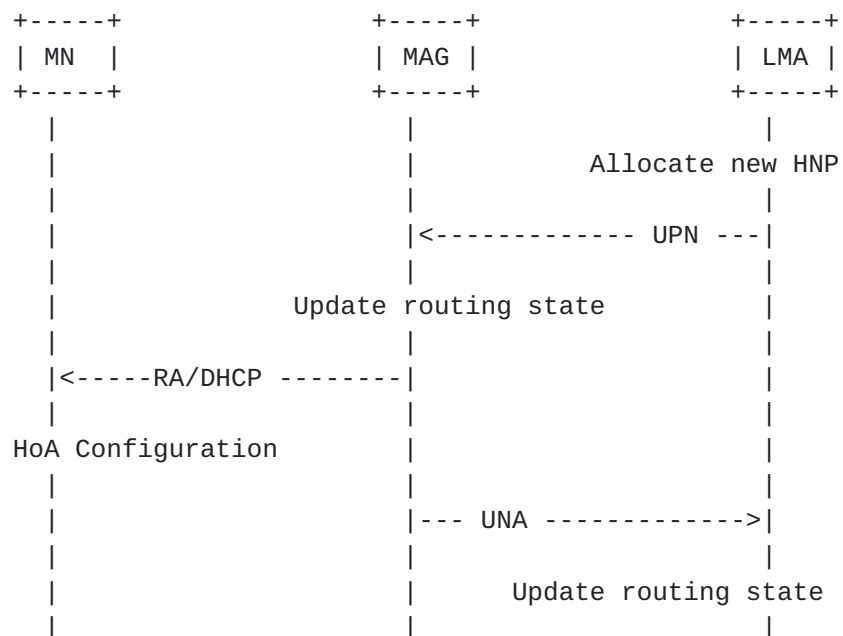 +-----+                +-----+                +-----+
| MN  |                | MAG |                | LMA |
+-----+                +-----+                +-----+
  |                       |                      |
  |                       |           Allocate new HNP
  |                       |                      |
  |                       |<------------- UPN ---|
  |                       |                      |
  |                Update routing state          |
  |                       |                      |
  |<-----RA/DHCP --------|                      |
  |                       |                      |
HoA Configuration         |                      |
  |                       |                      |
  |                       |--- UNA ------------->|
  |                       |                      |
  |                       |      Update routing state
  |                       |                      |